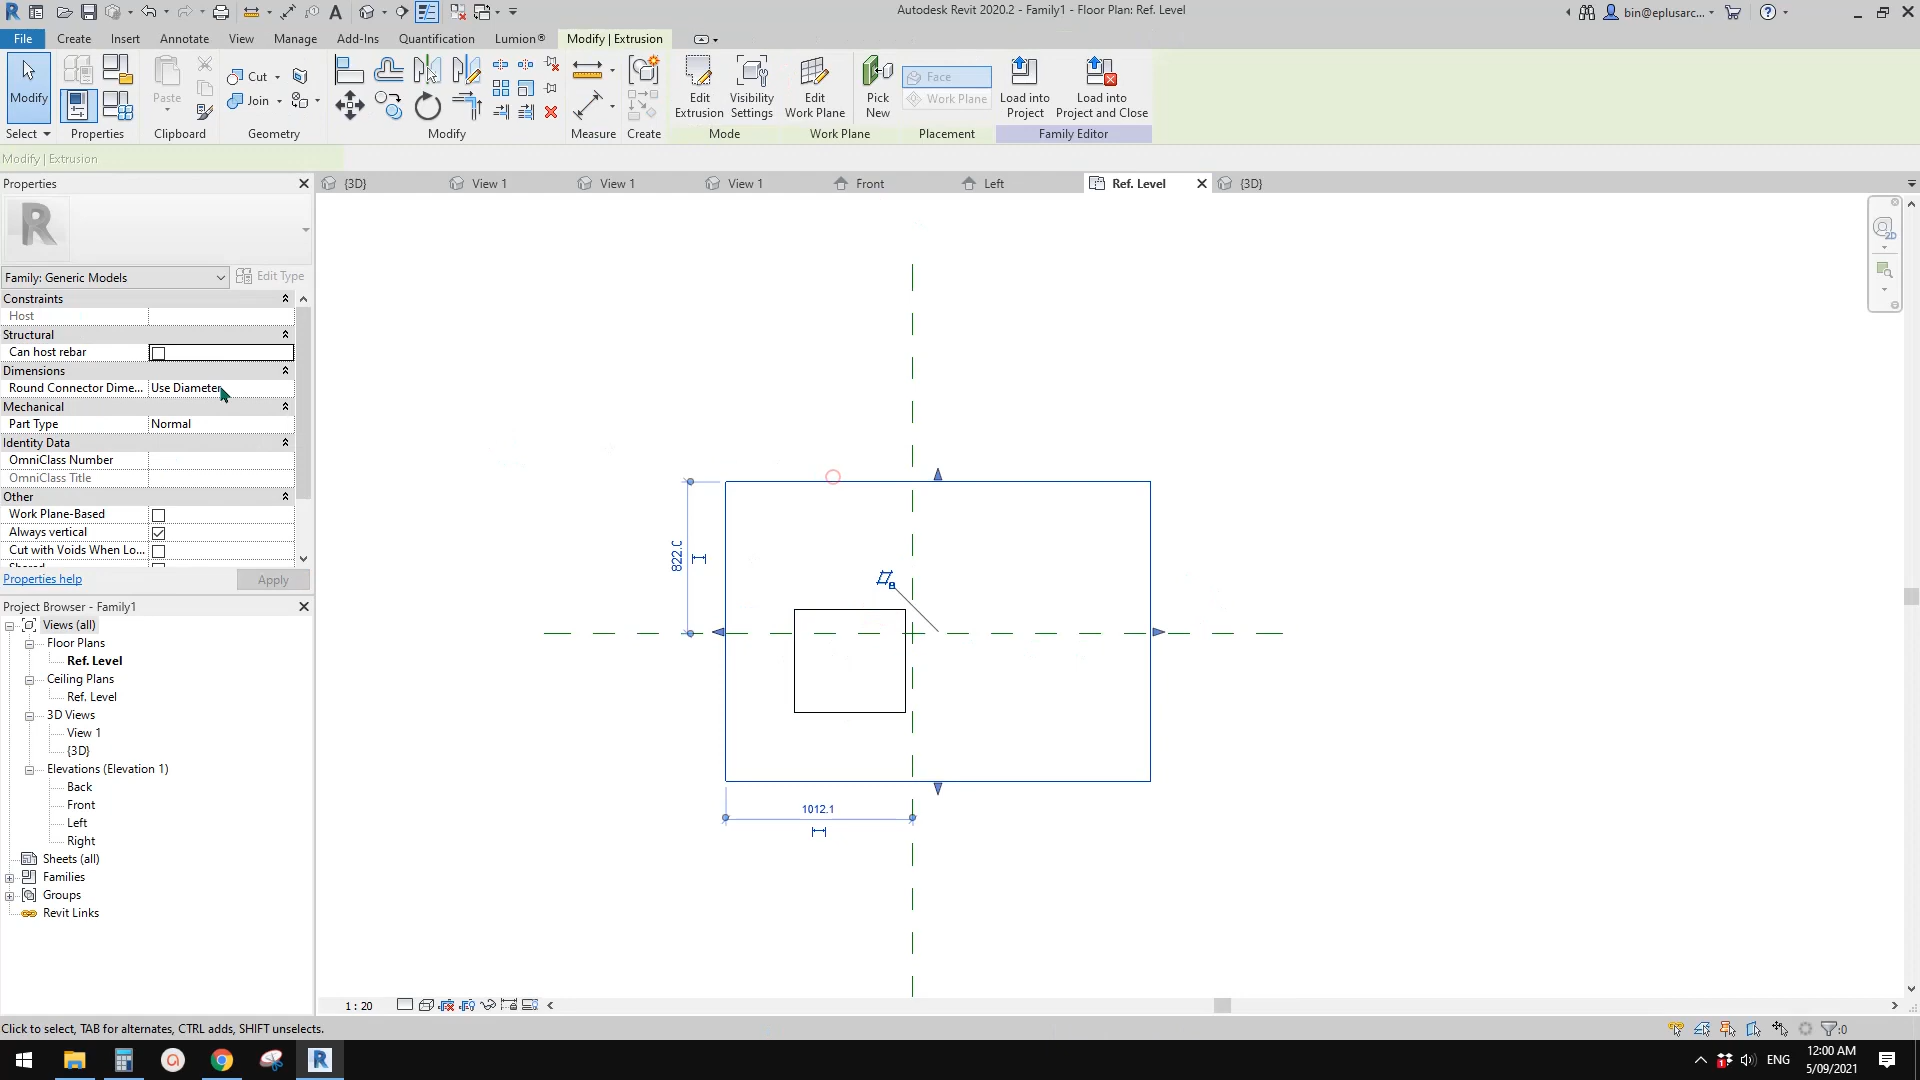 Autodesk Revit 2020.2 - Family1 - Floor Plan: Ref. Level
bin@eplusarc...
File Create Insert Annotate View Manage Add-Ins Quantification Lumion® Modify | Extrusion
Modify
Paste
Cut
Join
Edit Extrusion
Visibility Settings
Edit Work Plane
Pick New
Face
Work Plane
Load into Project
Load into Project and Close
Select Properties Clipboard Geometry Modify Measure Create Mode Work Plane Placement Family Editor
Modify | Extrusion
Properties
{3D} View 1 View 1 View 1 Front Left Ref. Level {3D}
R
Family: Generic Models Edit Type
Constraints
Host
Structural
Can host rebar
Dimensions
Round Connector Dime... Use Diameter
Mechanical
Part Type Normal
Identity Data
OmniClass Number
OmniClass Title
Other
Work Plane-Based
Always vertical
Cut with Voids When Lo...
Properties help Apply
Project Browser - Family1
Views (all)
Floor Plans
Ref. Level
Ceiling Plans
Ref. Level
3D Views
View 1
{3D}
Elevations (Elevation 1)
Back
Front
Left
Right
Sheets (all)
Families
Groups
Revit Links
1012.1
1 : 20
Click to select, TAB for alternates, CTRL adds, SHIFT unselects.
:0
ENG
12:00 AM
5/09/2021